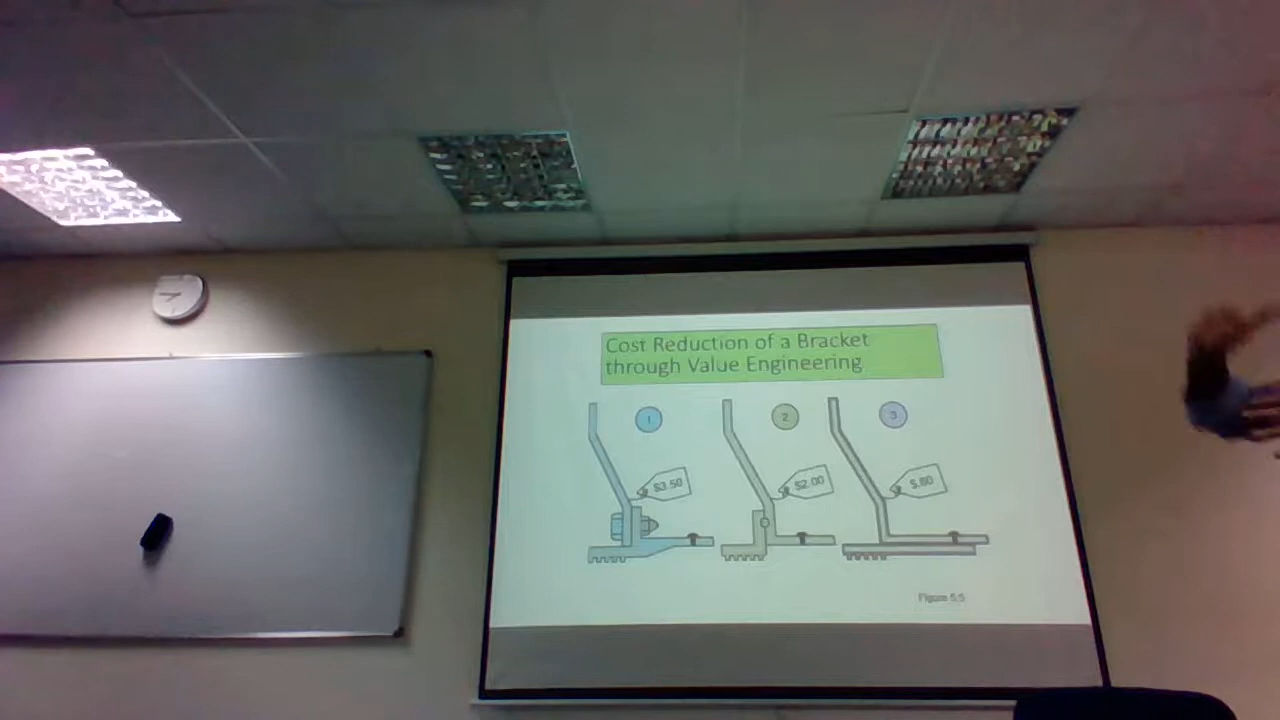 Cost Reduction of a Bracket
through Value Engineering
1
2
3
$3.50
$2.00
$.80
Figure 5.5